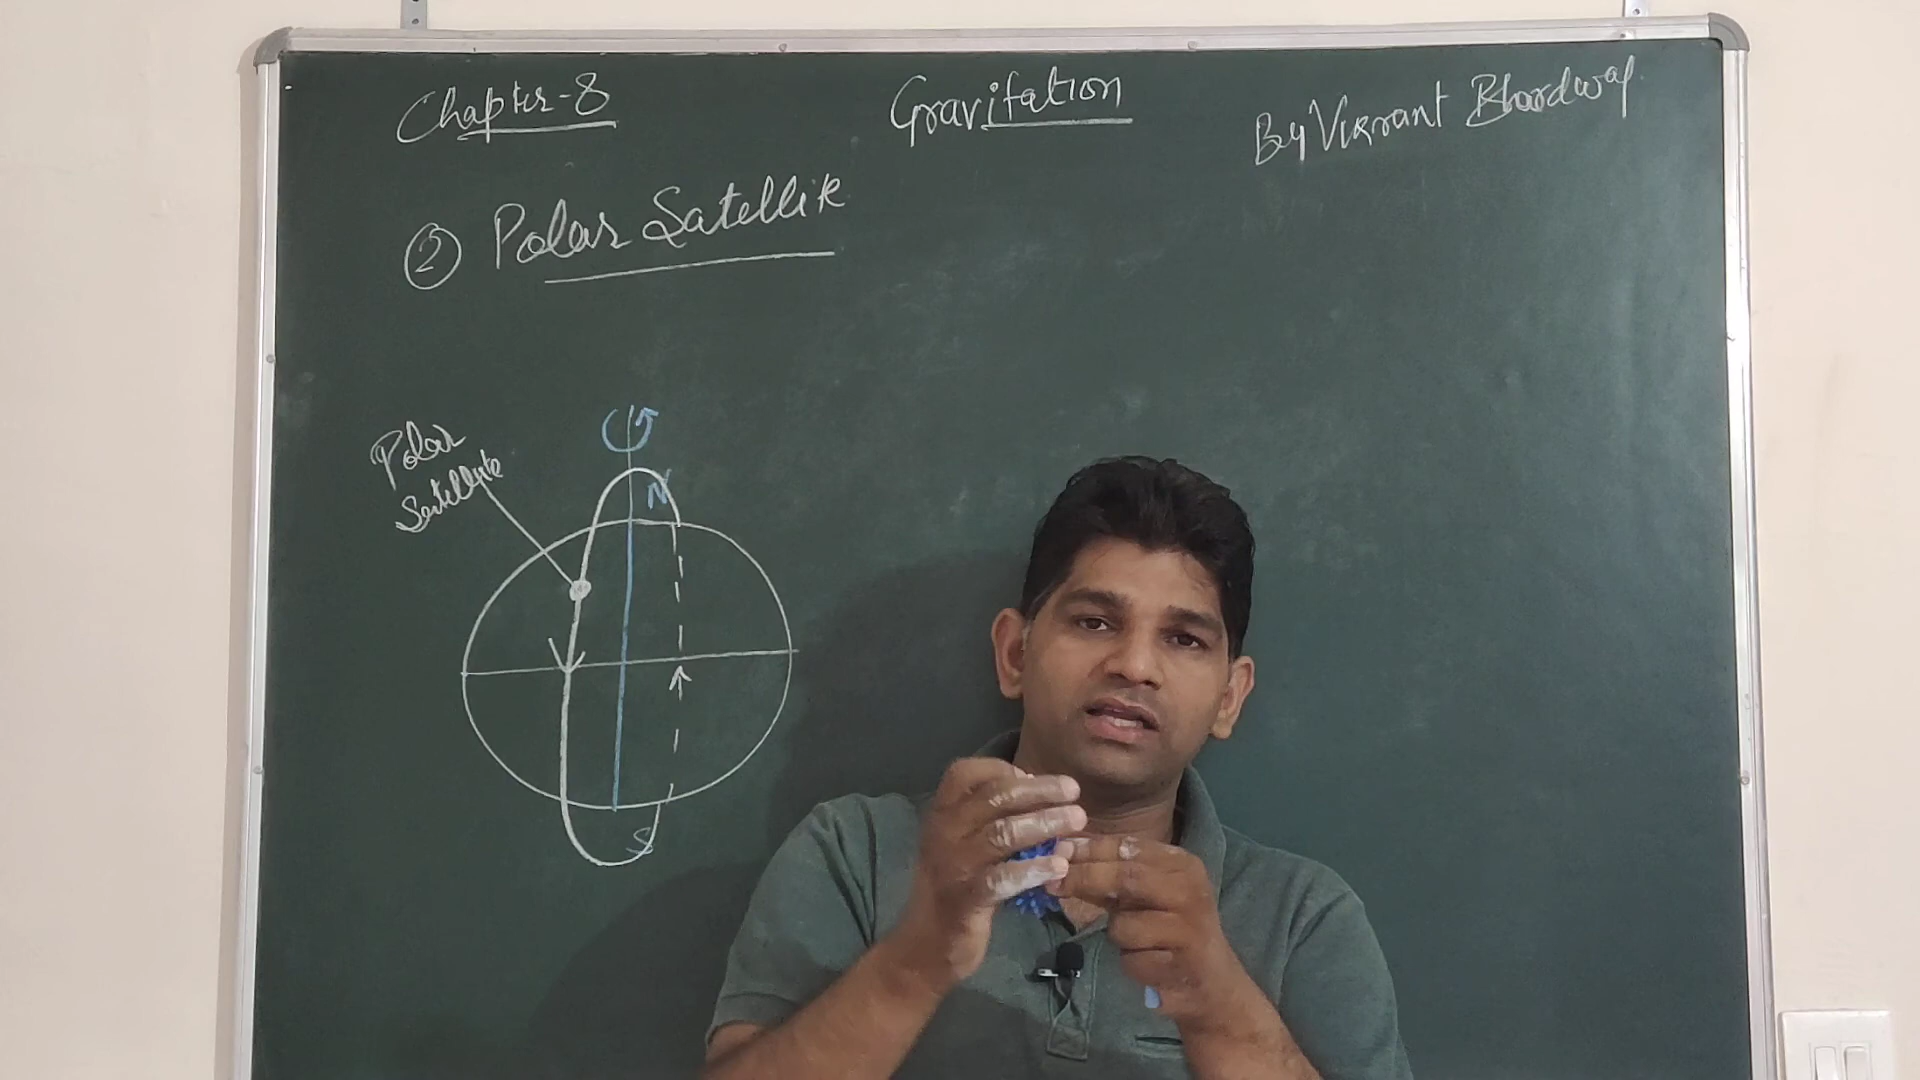 Chapter-8
Gravitation
By Vikrant Bhardwaj
② Polar Satellite
Polar
Satellite
N
S